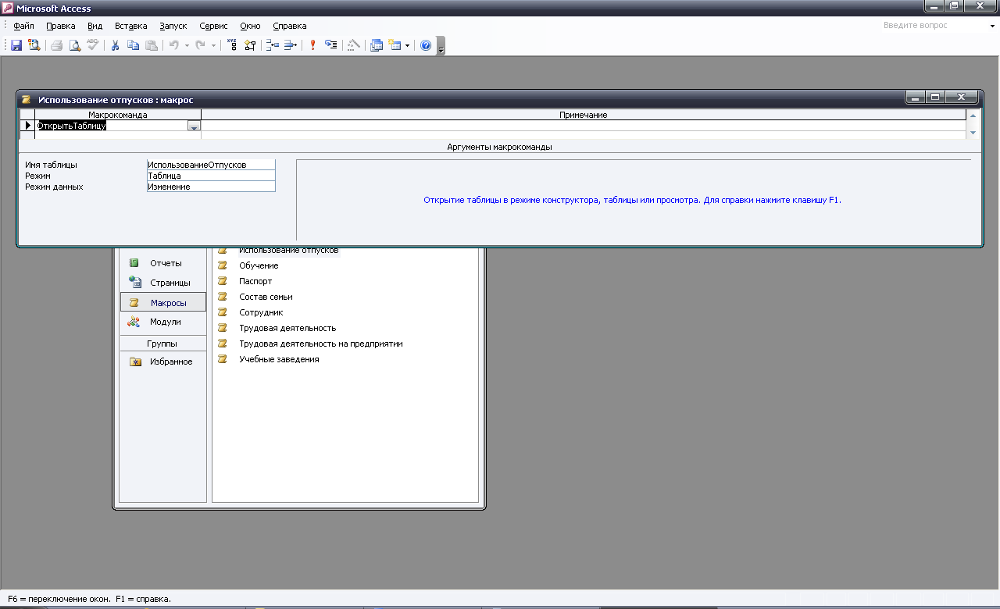 Microsoft Access
Файл Правка Вид Вставка Запуск Сервис Окно Справка Введите вопрос
ABC XYZ
Использование отпусков : макрос
Макрокоманда Примечание
ОткрытьТаблицу
Аргументы макрокоманды
Имя таблицы ИспользованиеОтпусков
Режим Таблица
Режим данных Изменение
Открытие таблицы в режиме конструктора, таблицы или просмотра. Для справки нажмите клавишу F1.
Использование отпусков
Отчеты
Обучение
Страницы
Паспорт
Макросы
Состав семьи
Сотрудник
Модули
Трудовая деятельность
Группы
Трудовая деятельность на предприятии
Избранное
Учебные заведения
F6 = переключение окон. F1 = справка.